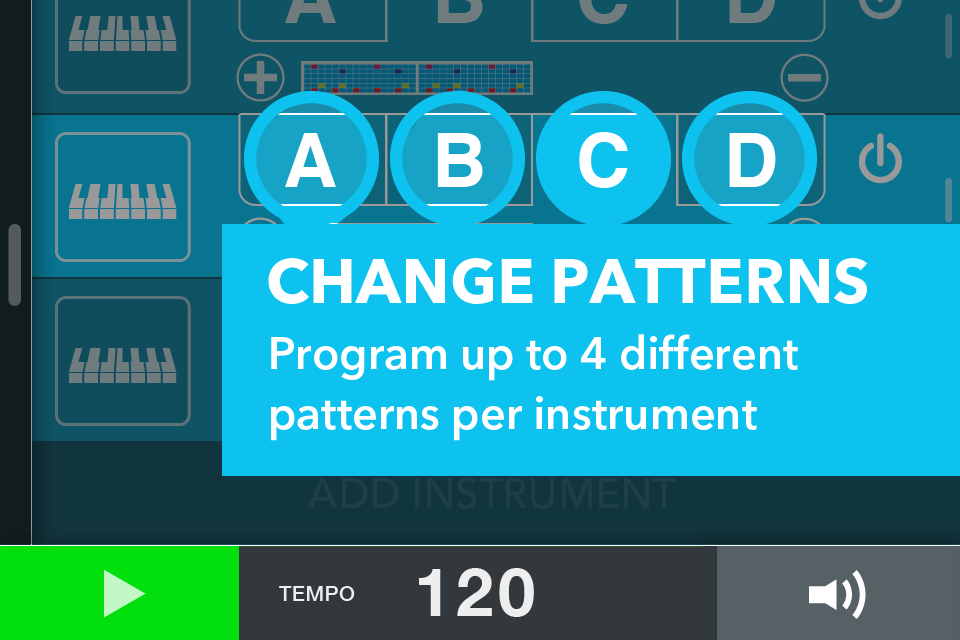 A B C D
A B C D
CHANGE PATTERNS
Program up to 4 different
patterns per instrument
ADD INSTRUMENT
TEMPO 120